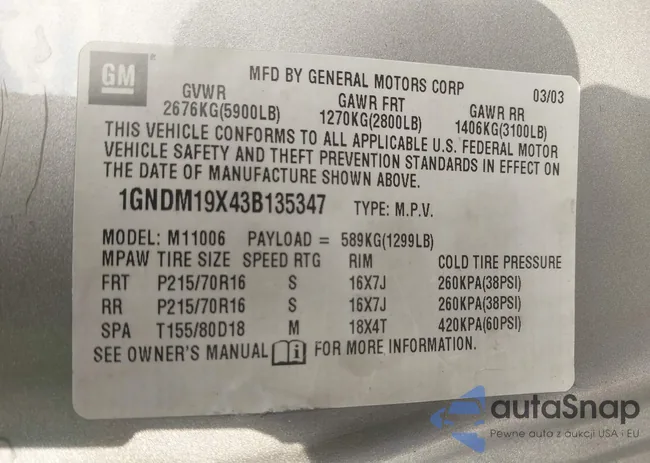 GM
MFD BY GENERAL MOTORS CORP 03/03
GVWR GAWR FRT GAWR RR
2676KG(5900LB) 1270KG(2800LB) 1406KG(3100LB)
THIS VEHICLE CONFORMS TO ALL APPLICABLE U.S. FEDERAL MOTOR
VEHICLE SAFETY AND THEFT PREVENTION STANDARDS IN EFFECT ON
THE DATE OF MANUFACTURE SHOWN ABOVE.
1GNDM19X43B135347 TYPE: M.P.V.
MODEL: M11006 PAYLOAD = 589KG(1299LB)
MPAW TIRE SIZE SPEED RTG RIM COLD TIRE PRESSURE
FRT P215/70R16 S 16X7J 260KPA(38PSI)
RR P215/70R16 S 16X7J 260KPA(38PSI)
SPA T155/80D18 M 18X4T 420KPA(60PSI)
SEE OWNER'S MANUAL i FOR MORE INFORMATION.
autaSnap
Pewne auta z aukcji USA i EU